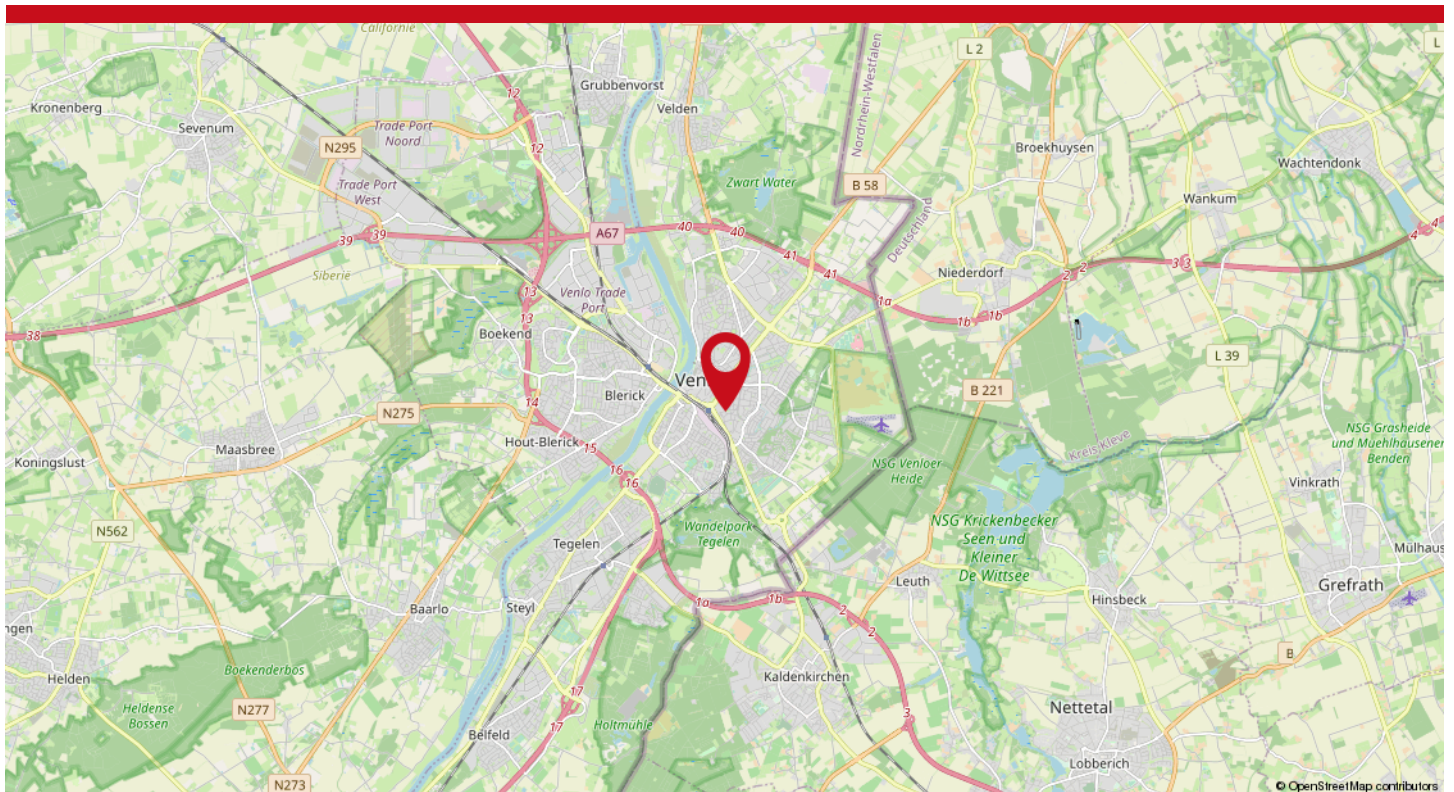 Californië
L 2
L
Grubbenvorst
Kronenberg
12
Velden
Nordrhein-Westfalen
Sevenum
Trade Port
Noord
N295
12
Broekhuysen
Wachtendonk
Trade Port
West
Zwart Water
B 58
Wankum
39
39
A67
40
40
Deutschland
4
4
Siberië
41
41
3
3
Niederdorf
2
2
13
Venlo Trade
Port
1a
1b
1b
38
13
Boekend
L 39
Ven
B 221
Blerick
14
N275
Hout-Blerick
15
Maasbree
Koningslust
16
16
NSG Venloer
Heide
Kreis Kleve
NSG Grasheide
und Muehlhausener
Benden
Vinkrath
N562
Wandelpark
Tegelen
NSG Krickenbecker
Seen und
Kleiner
De Wittsee
Tegelen
Mülhaus
Leuth
Grefrath
Baarlo
Steyl
1a
1b
2
2
Hinsbeck
ngen
Boekenderbos
B
Helden
Kaldenkirchen
17
Heldense
Bossen
N277
17
Holtmühle
3
Nettetal
Belfeld
Lobberich
N273
© OpenStreetMap contributors